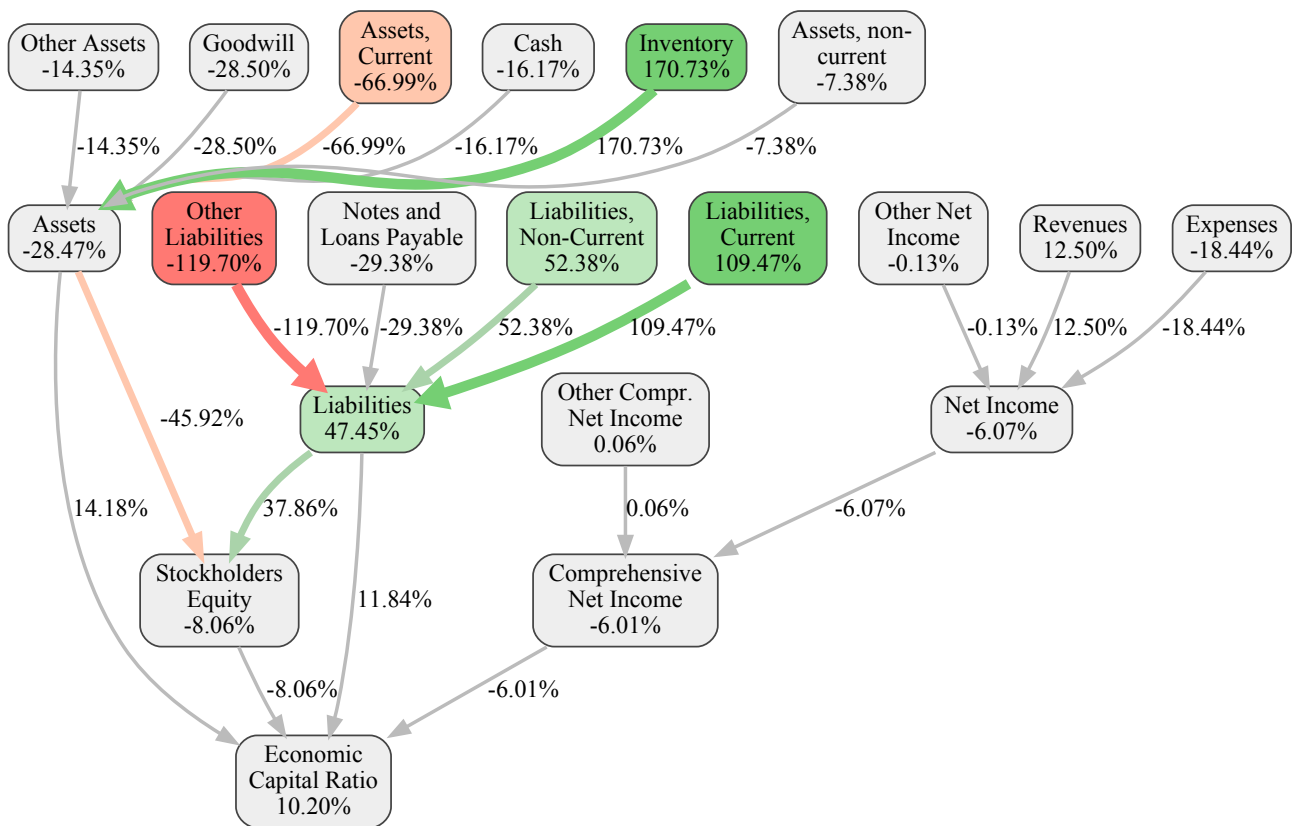 Other Assets
-14.35%
Goodwill
-28.50%
Assets,
Current
-66.99%
Cash
-16.17%
Inventory
170.73%
Assets, non-
current
-7.38%
-14.35%
-28.50%
-66.99%
-16.17%
170.73%
-7.38%
Assets
-28.47%
Other
Liabilities
-119.70%
Notes and
Loans Payable
-29.38%
Liabilities,
Non-Current
52.38%
Liabilities,
Current
109.47%
Other Net
Income
-0.13%
Revenues
12.50%
Expenses
-18.44%
-119.70%
-29.38%
52.38%
109.47%
-0.13%
12.50%
-18.44%
Liabilities
47.45%
Other Compr.
Net Income
0.06%
Net Income
-6.07%
-45.92%
14.18%
37.86%
0.06%
-6.07%
Stockholders
Equity
-8.06%
11.84%
Comprehensive
Net Income
-6.01%
-8.06%
-6.01%
Economic
Capital Ratio
10.20%